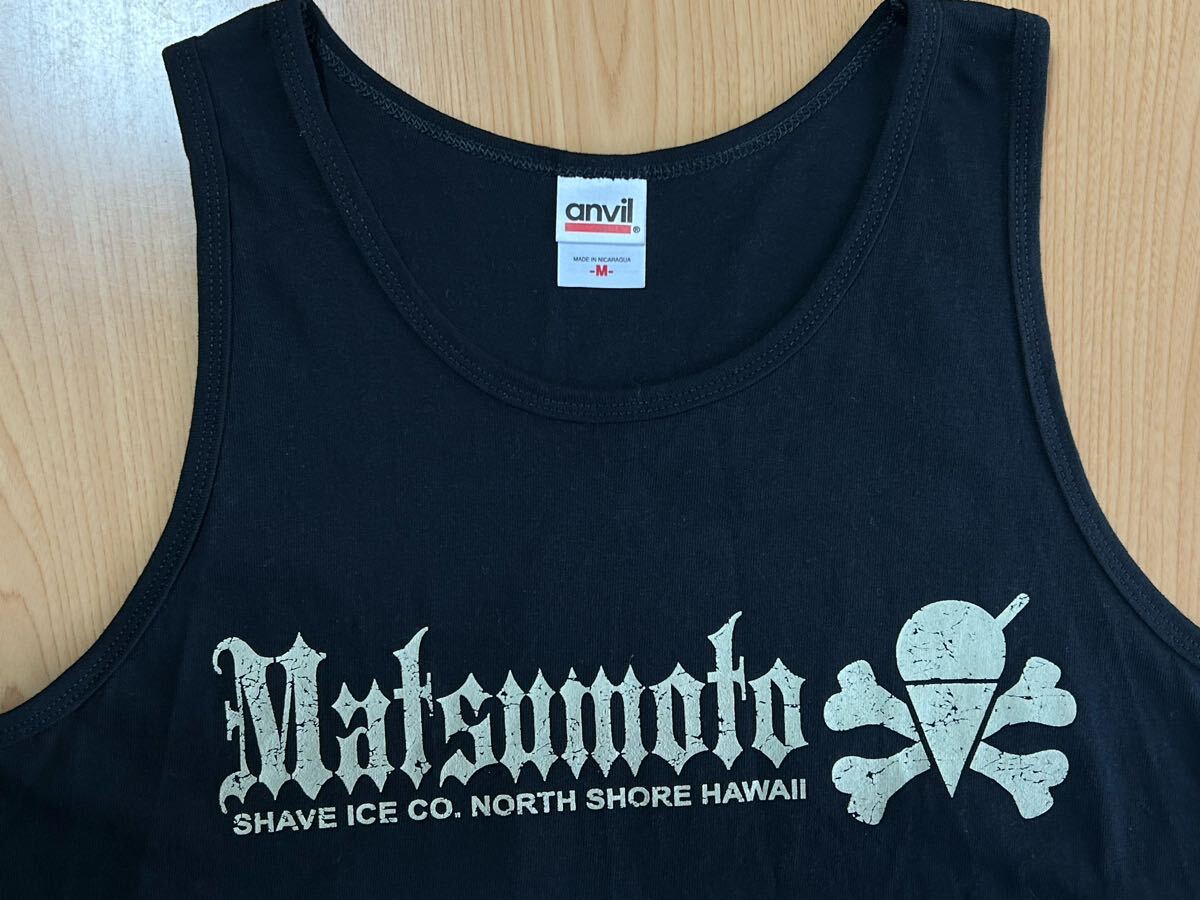 anvil
®
MADE IN NICARAGUA
-M-
Matsumoto
SHAVE ICE CO. NORTH SHORE HAWAII